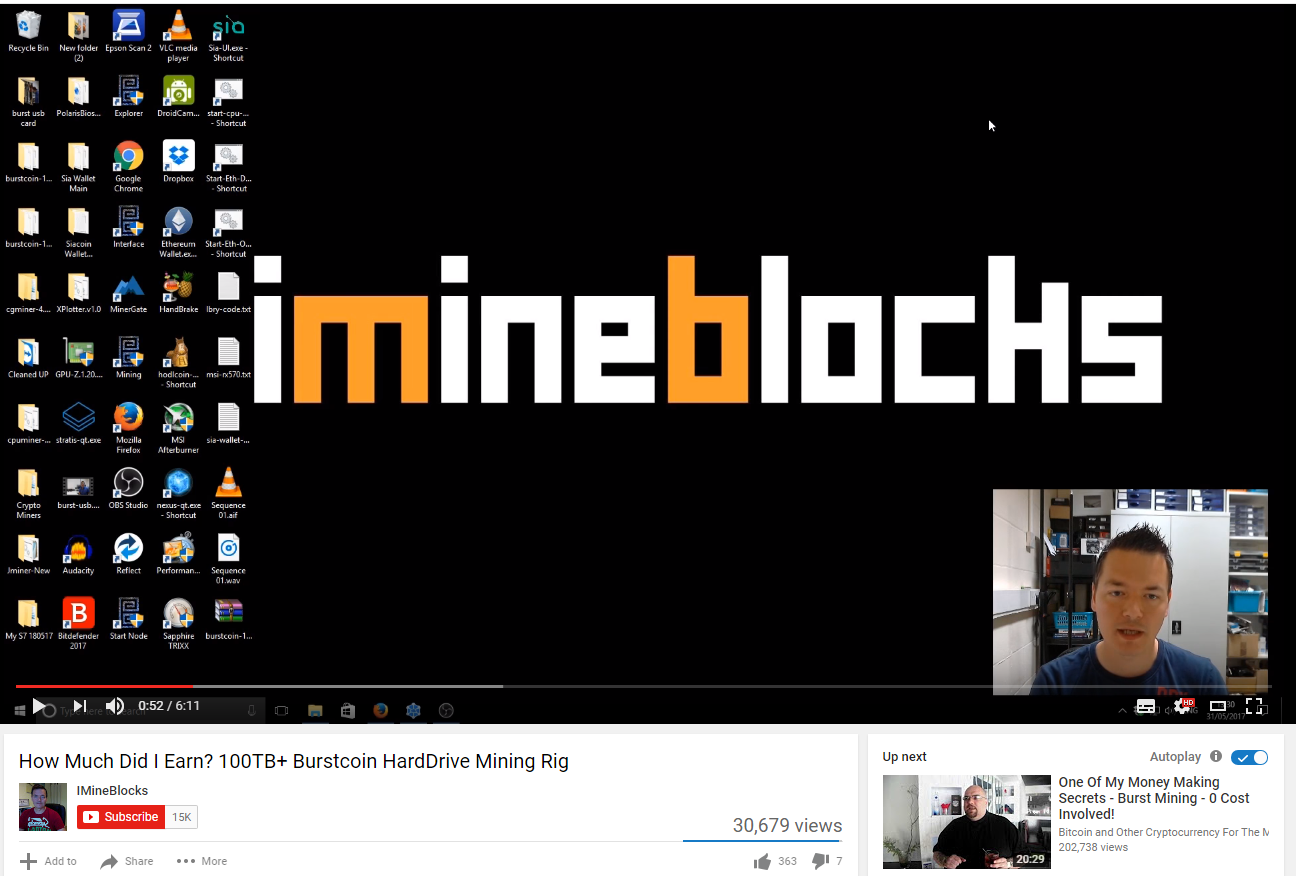 Recycle Bin
New folder (2)
Epson Scan 2
VLC media player
sia
Sia-UI.exe - Shortcut
burst usb card
PolarisBios...
Explorer
DroidCam...
start-cpu-... - Shortcut
burstcoin-1...
Sia Wallet Main
Google Chrome
Dropbox
Start-Eth-D... - Shortcut
burstcoin-1...
Siacoin Wallet...
Interface
Ethereum Wallet.ex...
Start-Eth-O... - Shortcut
cgminer-4....
XPlotter.v1.0
MinerGate
HandBrake
lbry-code.txt
imineblocks
Cleaned UP
GPU-Z.1.20....
Mining
hodlcoin-... - Shortcut
msi-rx570.txt
cpuminer-...
stratis-qt.exe
Mozilla Firefox
MSI Afterburner
sia-wallet-...
Crypto Miners
burst-usb....
OBS Studio
nexus-qt.exe - Shortcut
Sequence 01.aif
Jminer-New
Audacity
Reflect
Performan...
Sequence 01.wav
My S7 180517
B
Bitdefender 2017
Start Node
Sapphire TRIXX
burstcoin-1...
0:52 / 6:11
HD
31/05/2017
How Much Did I Earn? 100TB+ Burstcoin HardDrive Mining Rig
IMineBlocks
Subscribe 15K
30,679 views
Add to Share More
363 7
Up next Autoplay
One Of My Money Making
Secrets - Burst Mining - 0 Cost
Involved!
Bitcoin and Other Cryptocurrency For The M
202,738 views
20:29